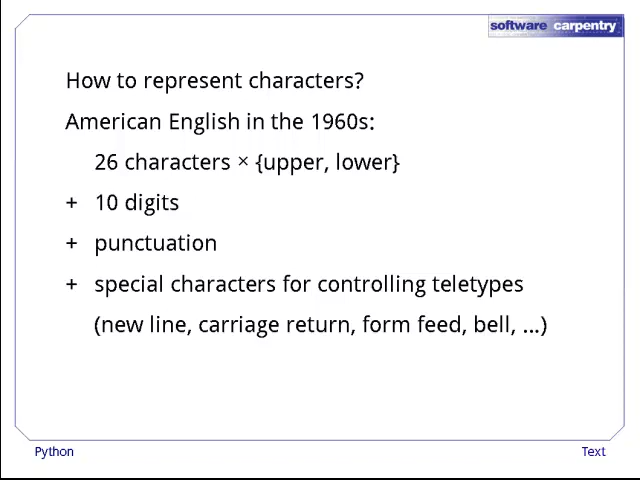 software carpentry
How to represent characters?
American English in the 1960s:
26 characters × {upper, lower}
+ 10 digits
+ punctuation
+ special characters for controlling teletypes
(new line, carriage return, form feed, bell, ...)
Python
Text